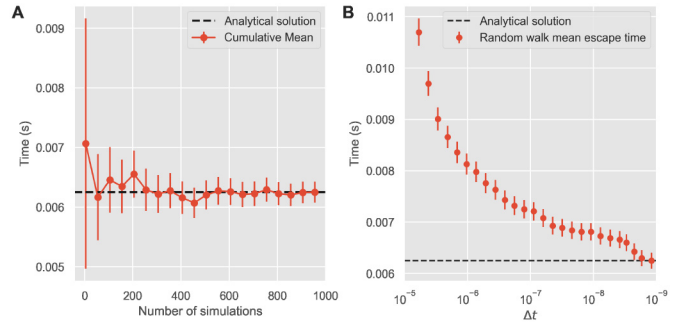 A
Analytical solution
Cumulative Mean
0.009
0.008
0.007
0.006
0.005
Time (s)
0 200 400 600 800 1000
Number of simulations
B
Analytical solution
Random walk mean escape time
0.011
0.010
0.009
0.008
0.007
0.006
Time (s)
10⁻⁵ 10⁻⁶ 10⁻⁷ 10⁻⁸ 10⁻⁹
Δt